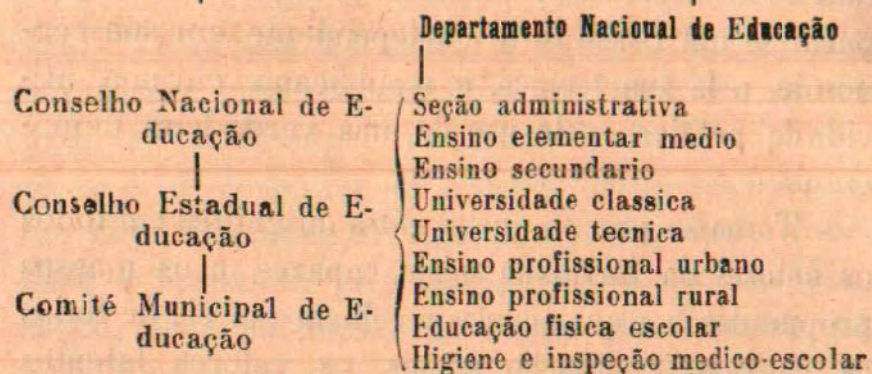 Departamento Nacional de Educação
Conselho Nacional de E-
ducação
Conselho Estadual de E-
ducação
Comité Municipal de E-
ducação
Seção administrativa
Ensino elementar medio
Ensino secundario
Universidade classica
Universidade tecnica
Ensino profissional urbano
Ensino profissional rural
Educação fisica escolar
Higiene e inspeção medico-escolar